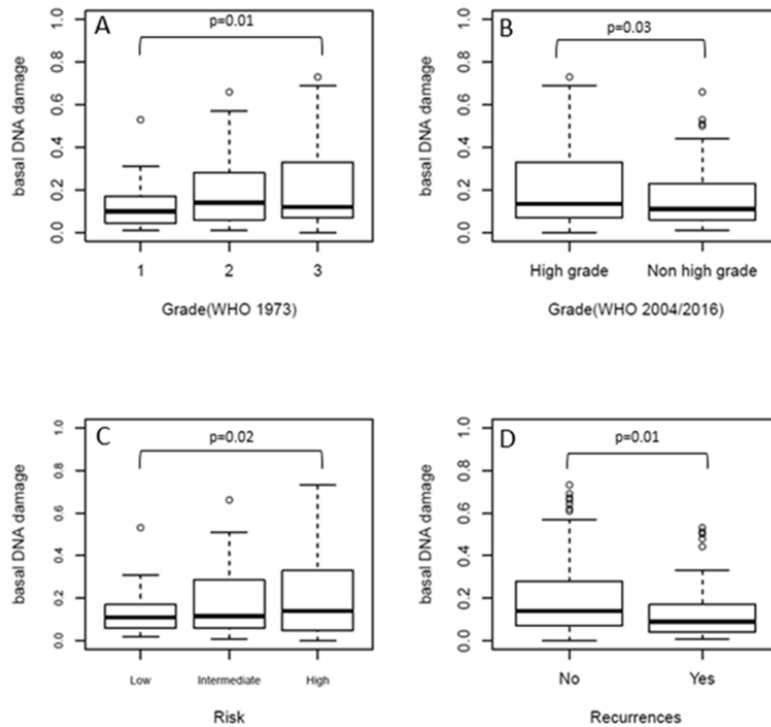 A
p=0.01
basal DNA damage
0.0 0.2 0.4 0.6 0.8 1.0
1 2 3
Grade(WHO 1973)
B
p=0.03
basal DNA damage
0.0 0.2 0.4 0.6 0.8 1.0
High grade Non high grade
Grade(WHO 2004/2016)
C
p=0.02
basal DNA damage
0.0 0.2 0.4 0.6 0.8 1.0
Low Intermediate High
Risk
D
p=0.01
basal DNA damage
0.0 0.2 0.4 0.6 0.8 1.0
No Yes
Recurrences